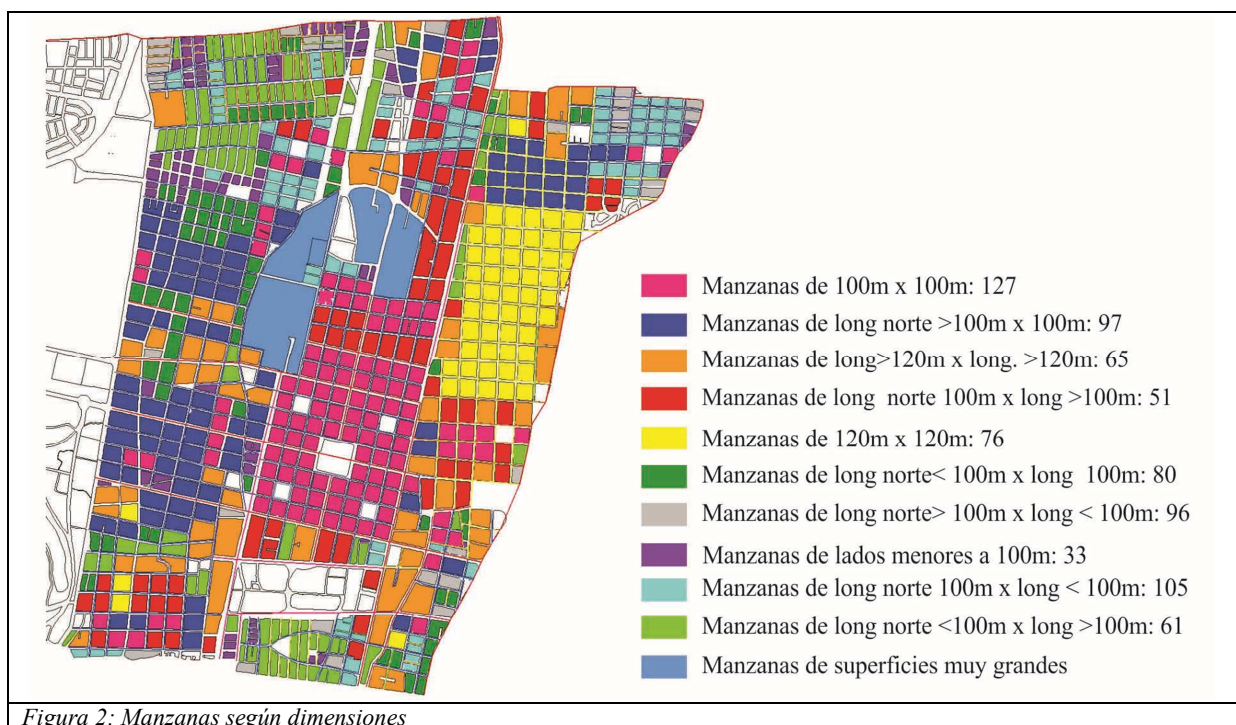 Manzanas de 100m x 100m: 127
Manzanas de long norte >100m x 100m: 97
Manzanas de long>120m x long. >120m: 65
Manzanas de long norte 100m x long >100m: 51
Manzanas de 120m x 120m: 76
Manzanas de long norte< 100m x long 100m: 80
Manzanas de long norte> 100m x long < 100m: 96
Manzanas de lados menores a 100m: 33
Manzanas de long norte 100m x long < 100m: 105
Manzanas de long norte <100m x long >100m: 61
Manzanas de superficies muy grandes
Figura 2: Manzanas según dimensiones